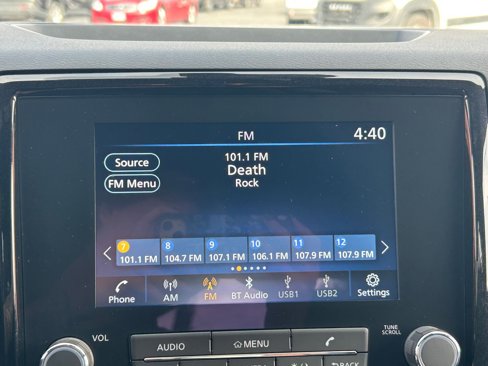 FM
4:40
Source
101.1 FM
Death
FM Menu
Rock
7 8 9 10 11 12
101.1 FM 104.7 FM 107.1 FM 106.1 FM 107.9 FM 107.9 FM
Phone AM FM BT Audio USB1 USB2 Settings
VOL
AUDIO
MENU
TUNE
SCROLL
BACK